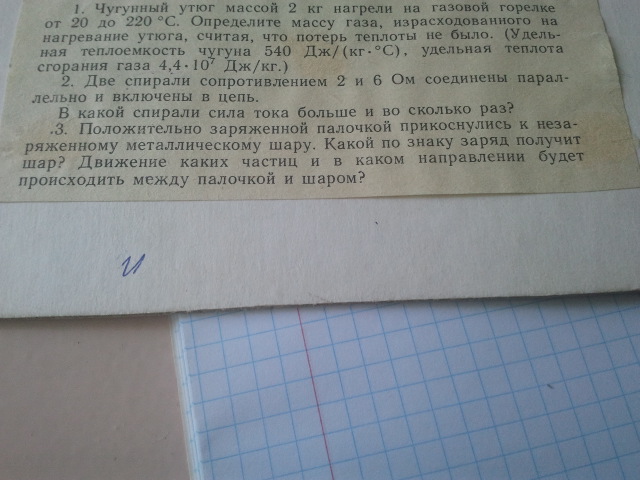 1. Чугунный утюг массой 2 кг нагрели на газовой горелке
от 20 до 220 °С. Определите массу газа, израсходованного на
нагревание утюга, считая, что потерь теплоты не было. (Удель-
ная теплоемкость чугуна 540 Дж/(кг·°С), удельная теплота
сгорания газа 4,4·10⁷ Дж/кг.)
2. Две спирали сопротивлением 2 и 6 Ом соединены парал-
лельно и включены в цепь.
В какой спирали сила тока больше и во сколько раз?
3. Положительно заряженной палочкой прикоснулись к неза-
ряженному металлическому шару. Какой по знаку заряд получит
шар? Движение каких частиц и в каком направлении будет
происходить между палочкой и шаром?
и